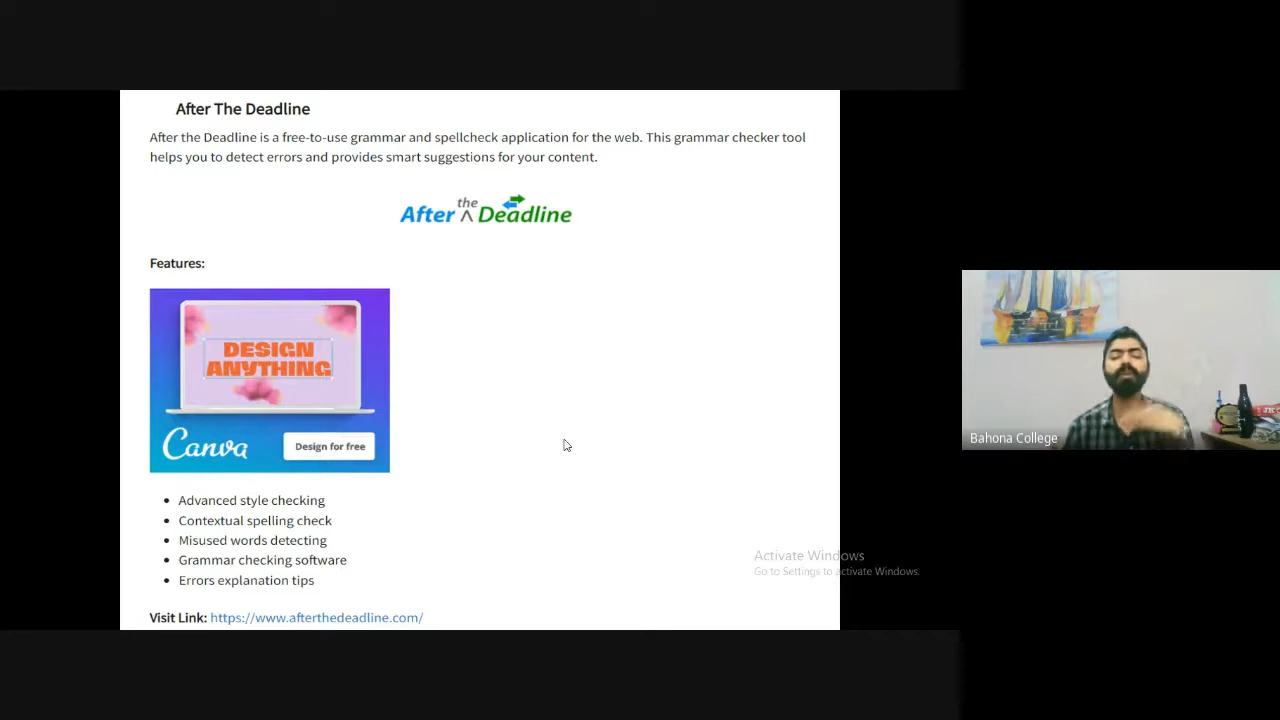 After The Deadline
After the Deadline is a free-to-use grammar and spellcheck application for the web. This grammar checker tool
helps you to detect errors and provides smart suggestions for your content.
After the ^ Deadline
Features:
DESIGN
ANYTHING
Canva
Design for free
• Advanced style checking
• Contextual spelling check
• Misused words detecting
• Grammar checking software
• Errors explanation tips
Visit Link: https://www.afterthedeadline.com/
Activate Windows
Go to Settings to activate Windows.
Bahona College
JK